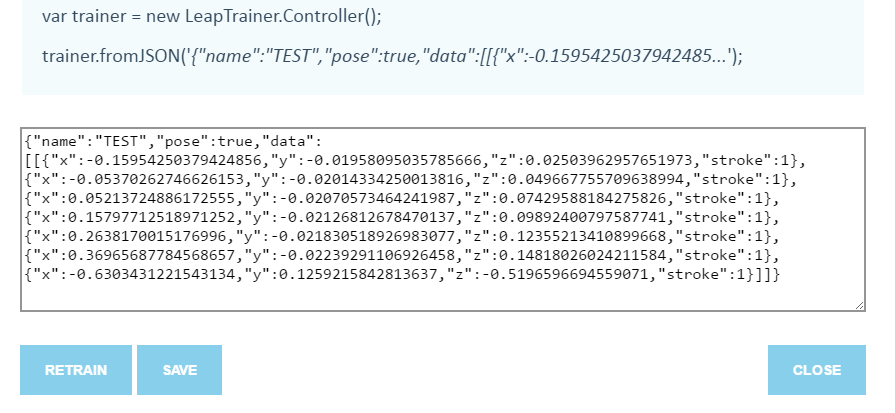 var trainer = new LeapTrainer.Controller();
trainer.fromJSON('{"name":"TEST","pose":true,"data":[[{"x":-0.1595425037942485...');
{"name":"TEST","pose":true,"data":
[[{"x":-0.15954250379424856,"y":-0.01958095035785666,"z":0.02503962957651973,"stroke":1},
{"x":-0.05370262746626153,"y":-0.02014334250013816,"z":0.049667755709638994,"stroke":1},
{"x":0.05213724886172555,"y":-0.02070573464241987,"z":0.07429588184275826,"stroke":1},
{"x":0.15797712518971252,"y":-0.02126812678470137,"z":0.09892400797587741,"stroke":1},
{"x":0.2638170015176996,"y":-0.021830518926983077,"z":0.12355213410899668,"stroke":1},
{"x":0.36965687784568657,"y":-0.02239291106926458,"z":0.14818026024211584,"stroke":1},
{"x":-0.6303431221543134,"y":0.1259215842813637,"z":-0.5196596694559071,"stroke":1}]]}
RETRAIN SAVE CLOSE